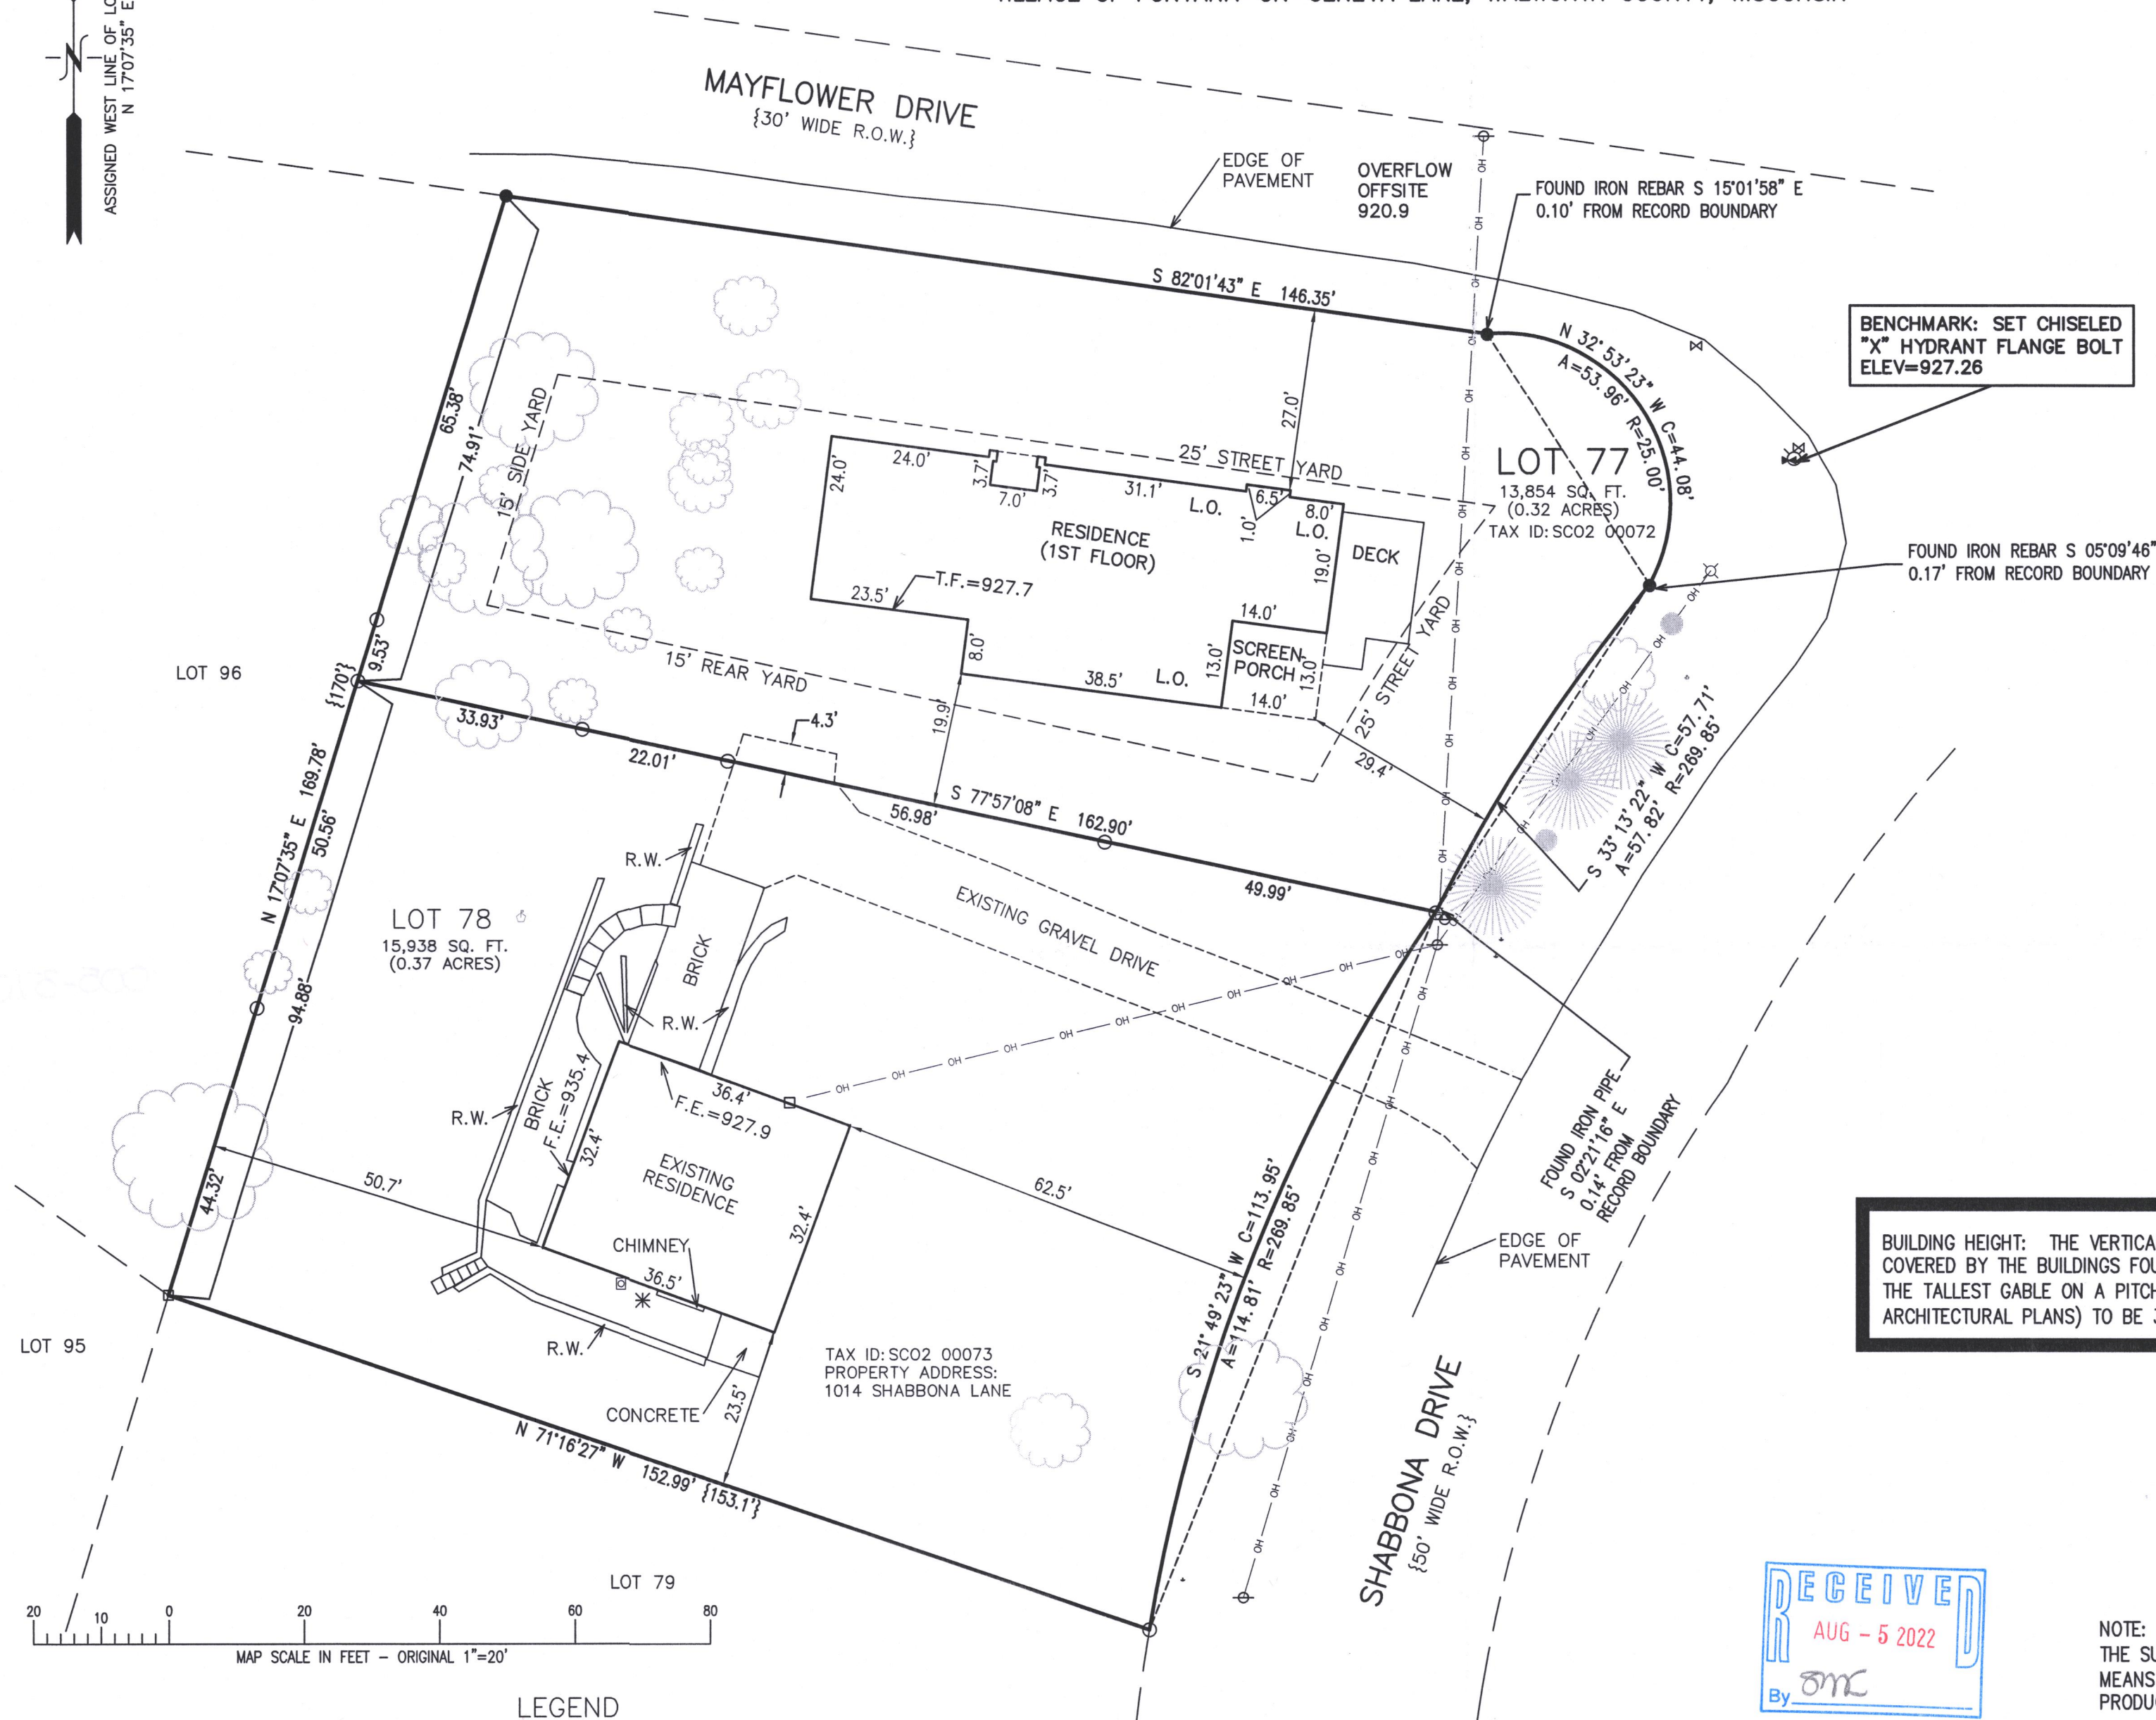 ASSIGNED WEST LINE OF LO
N 17°07'35" E
N
MAYFLOWER DRIVE
{30' WIDE R.O.W.}
EDGE OF
PAVEMENT
OVERFLOW
OFFSITE
920.9
FOUND IRON REBAR S 15°01'58" E
0.10' FROM RECORD BOUNDARY
S 82°01'43" E 146.35'
BENCHMARK: SET CHISELED
"X" HYDRANT FLANGE BOLT
ELEV=927.26
N 32°53'23" W C=44.08'
A=53.96' R=25.00'
LOT 77
13,854 SQ. FT.
(0.32 ACRES)
TAX ID: SCO2 00072
FOUND IRON REBAR S 05°09'46"
0.17' FROM RECORD BOUNDARY
65.38'
74.91'
9.53'
15' SIDE YARD
25' STREET YARD
27.0'
24.0'
24.0'
3.7'
7.0'
3.7'
31.1'
L.O.
6.5'
1.0'
8.0'
L.O.
RESIDENCE
(1ST FLOOR)
DECK
19.0'
T.F.=927.7
23.5'
8.0'
14.0'
SCREEN
PORCH
13.0'
13.0'
14.0'
38.5'
L.O.
15' REAR YARD
25' STREET YARD
19.9'
29.4'
4.3'
LOT 96
{170'}
33.93'
22.01'
56.98'
S 77°57'08" E 162.90'
49.99'
S 33°13'22" W C=57.71'
A=57.82' R=269.85'
N 17°07'35" E 169.78'
50.56'
94.88'
44.32'
LOT 78
15,938 SQ. FT.
(0.37 ACRES)
R.W.
BRICK
R.W.
EXISTING GRAVEL DRIVE
OH
R.W.
BRICK
F.E.=935.4
36.4'
F.E.=927.9
32.4'
EXISTING
RESIDENCE
32.4'
50.7'
62.5'
CHIMNEY
36.5'
R.W.
CONCRETE
23.5'
TAX ID: SCO2 00073
PROPERTY ADDRESS:
1014 SHABBONA LANE
S 21°49'23" W C=113.95'
A=114.81' R=269.85'
FOUND IRON PIPE
S 02°21'16" E
0.14' FROM
RECORD BOUNDARY
EDGE OF
PAVEMENT
SHABBONA DRIVE
{50' WIDE R.O.W.}
N 71°16'27" W 152.99' {153.1'}
LOT 95
LOT 79
BUILDING HEIGHT: THE VERTICA
COVERED BY THE BUILDINGS FOU
THE TALLEST GABLE ON A PITCH
ARCHITECTURAL PLANS) TO BE
20 10 0 20 40 60 80
MAP SCALE IN FEET - ORIGINAL 1"=20'
LEGEND
RECEIVED
AUG - 5 2022
By
NOTE:
THE SU
MEANS
PRODU